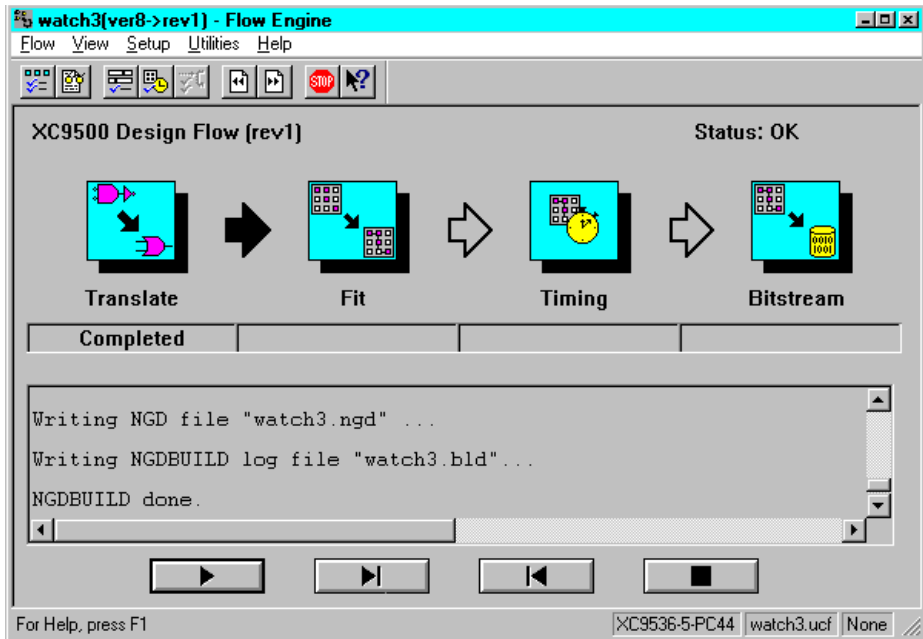 watch3(ver8->rev1) - Flow Engine
Flow View Setup Utilities Help
STOP
XC9500 Design Flow (rev1) Status: OK
0010
1001
Translate Fit Timing Bitstream
Completed
Writing NGD file "watch3.ngd" ...
Writing NGDBUILD log file "watch3.bld"...
NGDBUILD done.
For Help, press F1 XC9536-5-PC44 watch3.ucf None